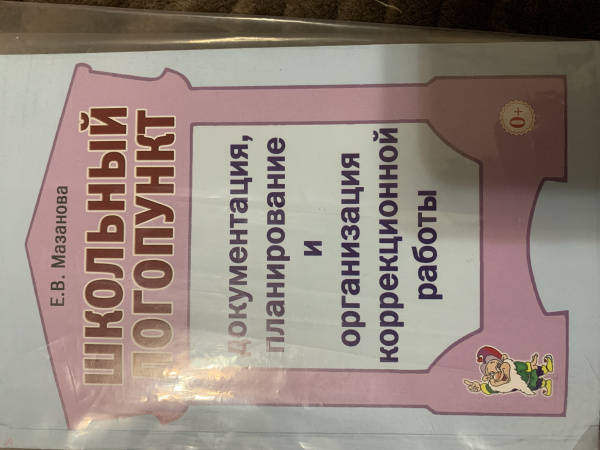 Е.В. Мазанова
ШКОЛЬНЫЙ
ЛОГОПУНКТ
документация,
планирование
и
организация
коррекционной
работы
0+